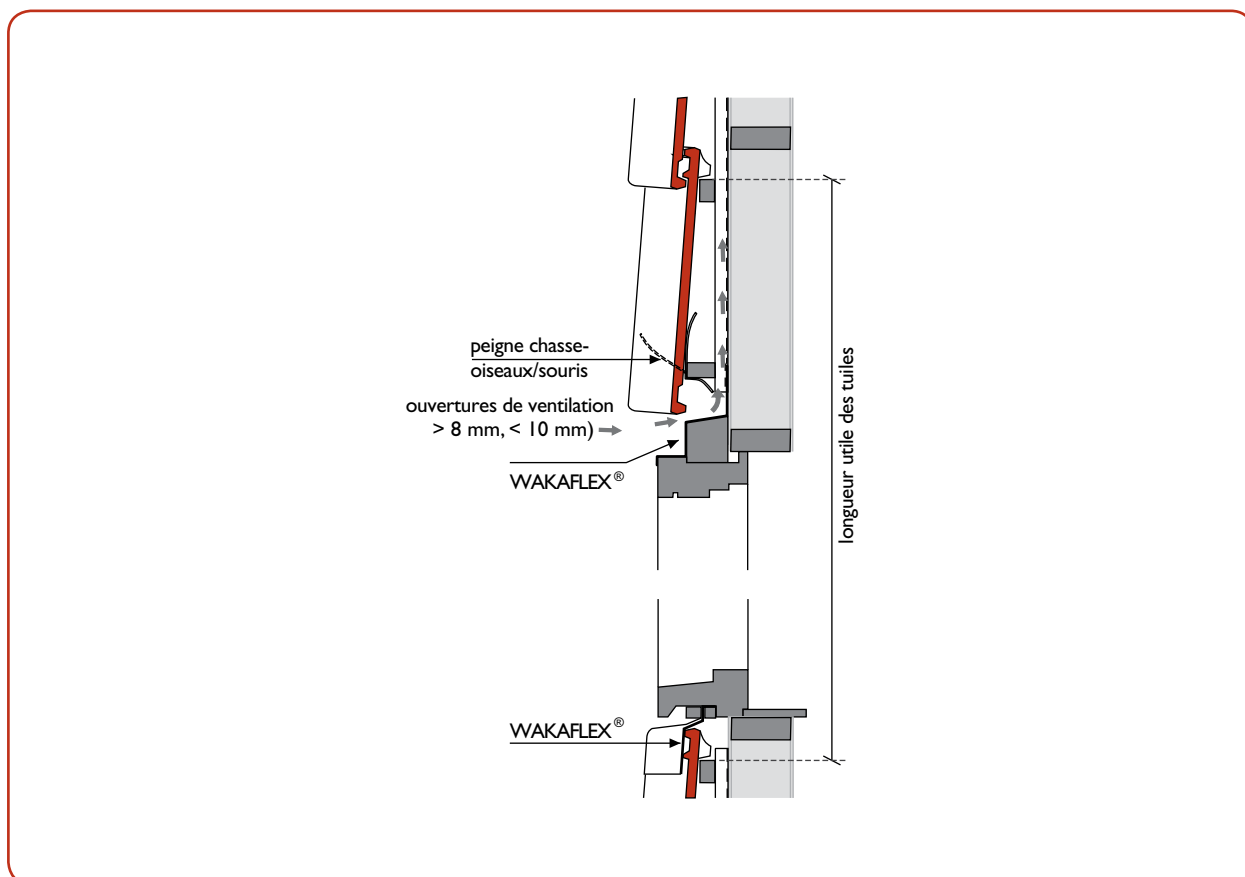 peigne chasse-
oiseaux/souris
ouvertures de ventilation
> 8 mm, < 10 mm)
WAKAFLEX®
longueur utile des tuiles
WAKAFLEX®